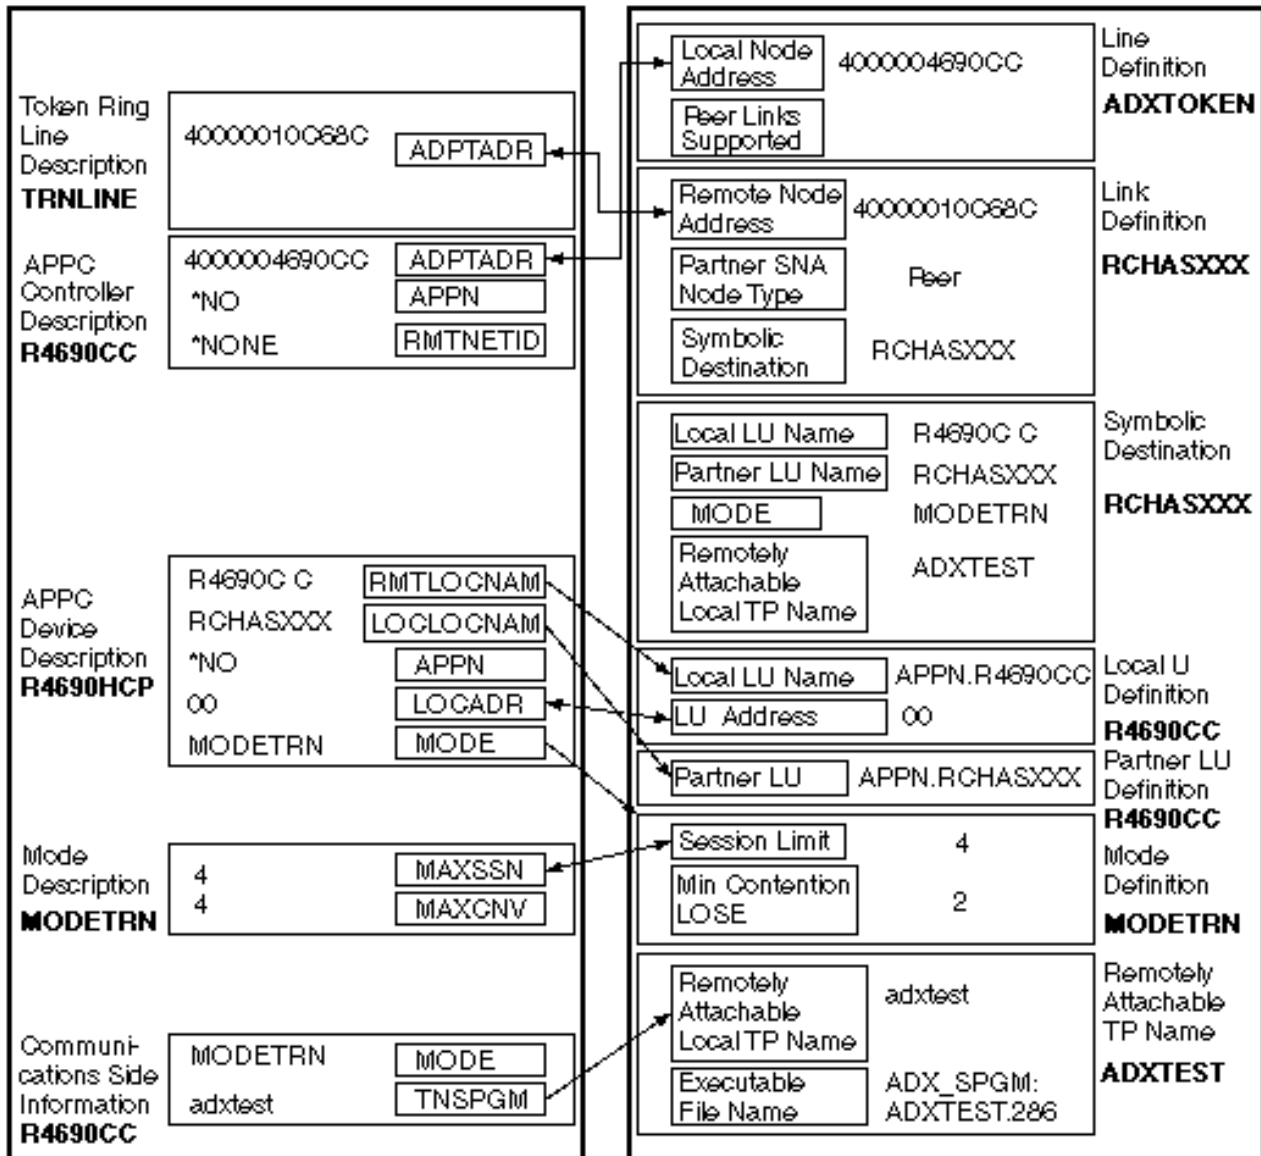 Token Ring
Line
Description
TRNLINE
40000010C68C
ADPTADR
APPC
Controller
Description
R4690CC
4000004690CC
ADPTADR
*NO
APPN
*NONE
RMTNETID
APPC
Device
Description
R4690HCP
R4690C C
RMTLOCNAM
RCHASXXX
LOCLOCNAM
*NO
APPN
00
LOCADR
MODETRN
MODE
Mode
Description
MODETRN
4
MAXSSN
4
MAXCNV
Communi-
cations Side
Information
R4690CC
MODETRN
MODE
adxtest
TNSPGM
Local Node
Address
4000004690CC
Peer Links
Supported
Line
Definition
ADXTOKEN
Remote Node
Address
40000010C68C
Partner SNA
Node Type
Peer
Symbolic
Destination
RCHASXXX
Link
Definition
RCHASXXX
Local LU Name
R4690C C
Partner LU Name
RCHASXXX
MODE
MODETRN
Remotely
Attachable
Local TP Name
ADXTEST
Symbolic
Destination
RCHASXXX
Local LU Name
APPN.R4690CC
LU Address
00
Local U
Definition
R4690CC
Partner LU
APPN.RCHASXXX
Partner LU
Definition
R4690CC
Session Limit
4
Min Contention
LOSE
2
Mode
Definition
MODETRN
Remotely
Attachable
Local TP Name
adxtest
Executable
File Name
ADX_SPGM:
ADXTEST.286
Remotely
Attachable
TP Name
ADXTEST